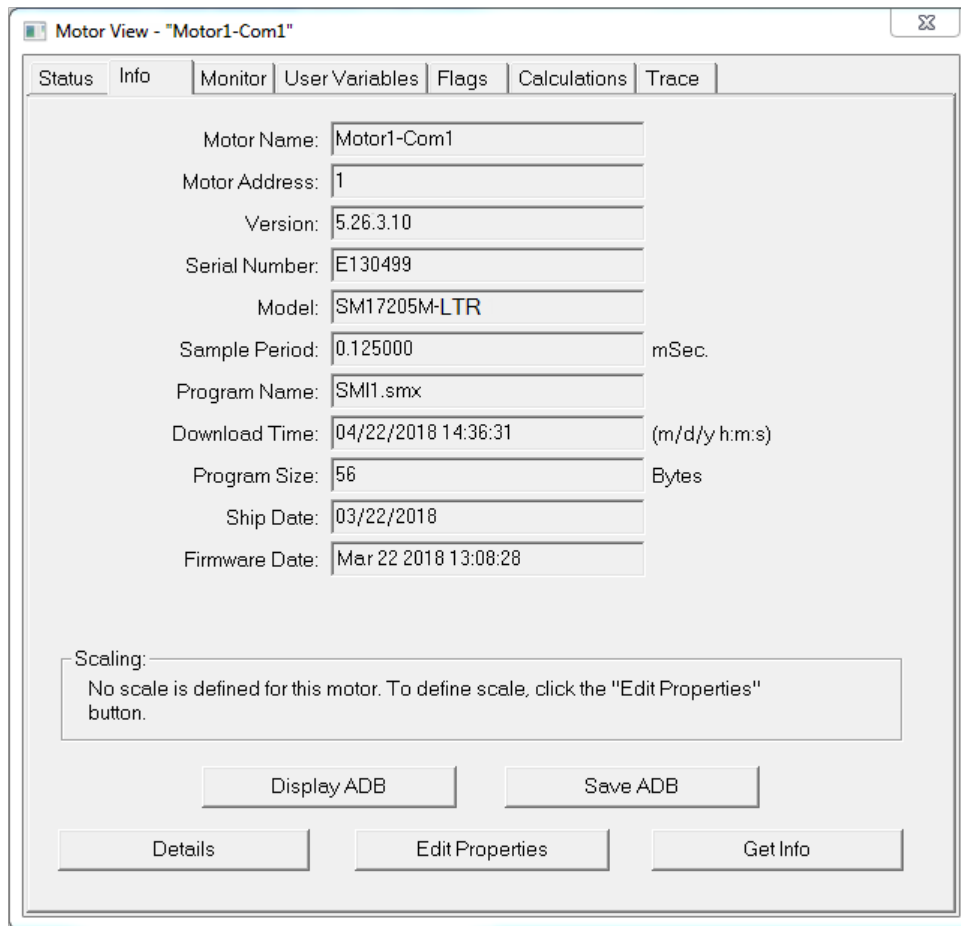 Motor View - "Motor1-Com1"
Status Info Monitor User Variables Flags Calculations Trace
Motor Name: Motor1-Com1
Motor Address: 1
Version: 5.26.3.10
Serial Number: E130499
Model: SM17205M-LTR
Sample Period: 0.125000 mSec.
Program Name: SMI1.smx
Download Time: 04/22/2018 14:36:31 (m/d/y h:m:s)
Program Size: 56 Bytes
Ship Date: 03/22/2018
Firmware Date: Mar 22 2018 13:08:28
Scaling:
No scale is defined for this motor. To define scale, click the "Edit Properties"
button.
Display ADB Save ADB
Details Edit Properties Get Info